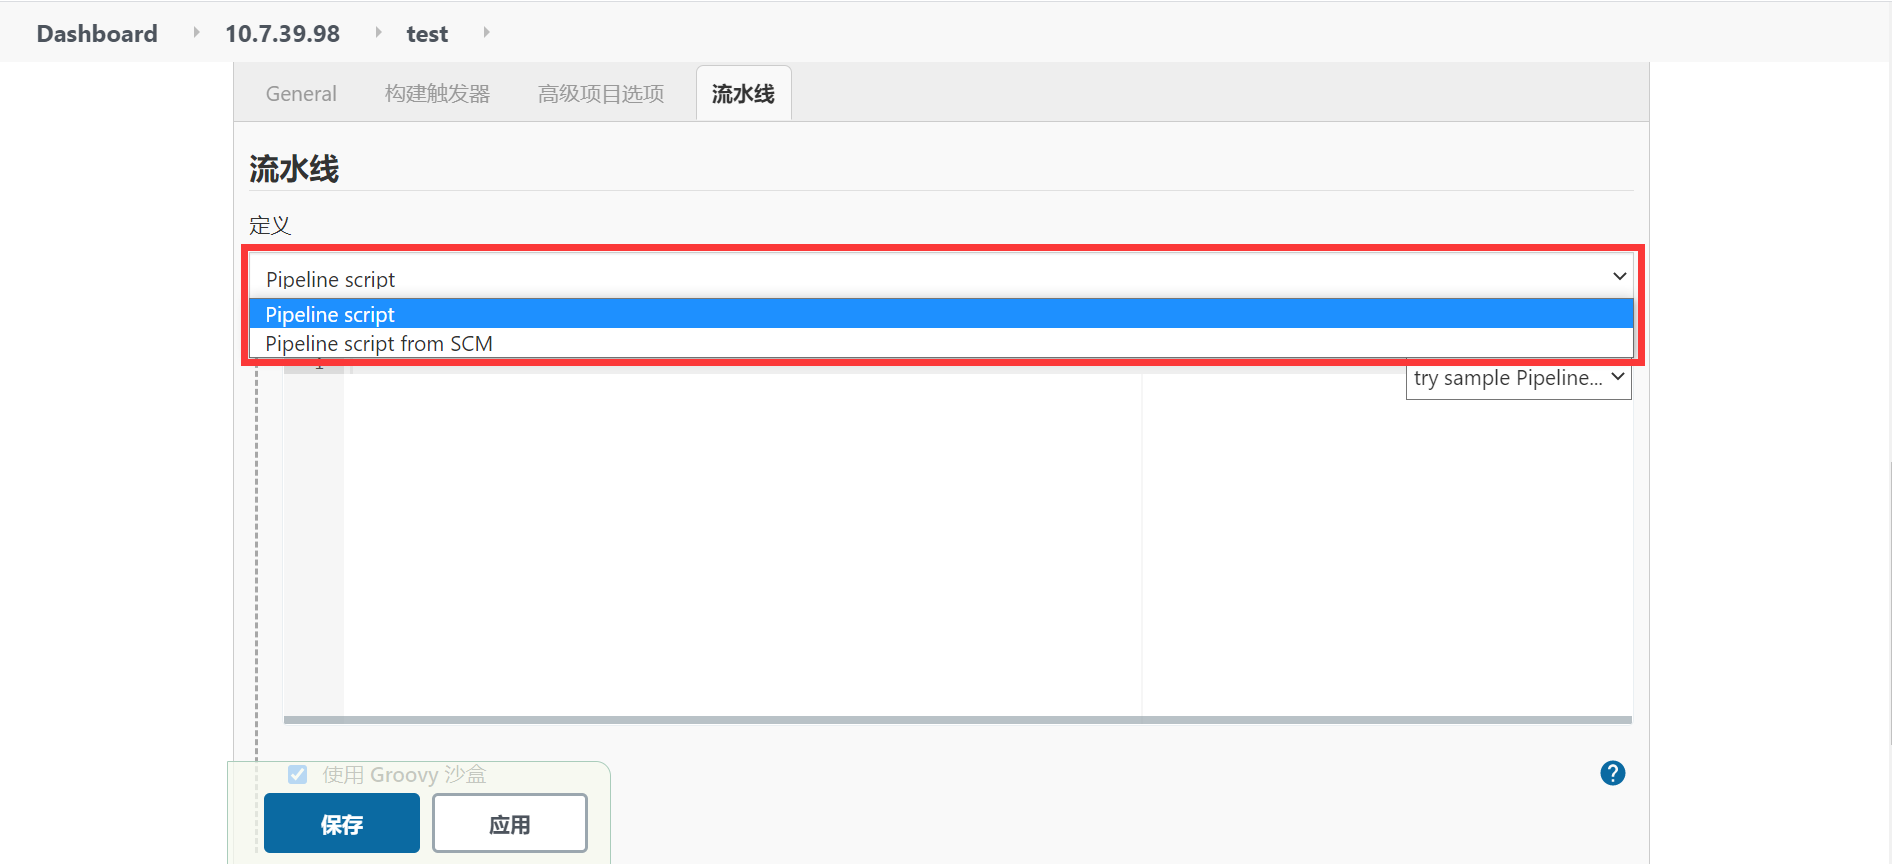 Dashboard 10.7.39.98 test
General 构建触发器 高级项目选项 流水线
流水线
定义
Pipeline script
Pipeline script
Pipeline script from SCM
1
try sample Pipeline...
使用 Groovy 沙盒
?
保存 应用